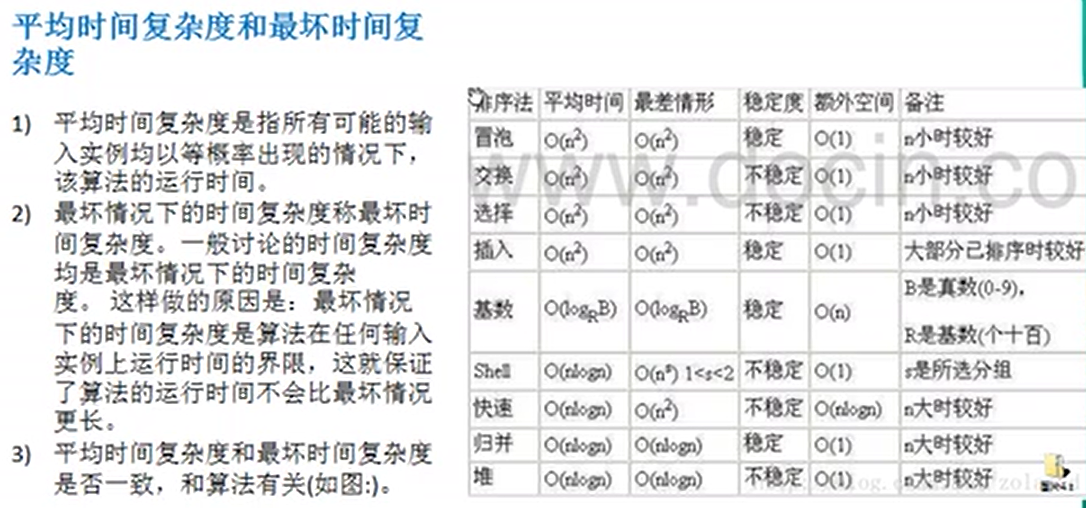 平均时间复杂度和最坏时间复
杂度
1) 平均时间复杂度是指所有可能的输
入实例均以等概率出现的情况下,
该算法的运行时间。
2) 最坏情况下的时间复杂度称最坏时
间复杂度。一般讨论的时间复杂度
均是最坏情况下的时间复杂
度。 这样做的原因是: 最坏情况
下的时间复杂度是算法在任何输入
实例上运行时间的界限,这就保证
了算法的运行时间不会比最坏情况
更长。
3) 平均时间复杂度和最坏时间复杂度
是否一致,和算法有关(如图:)。
排序法 平均时间 最差情形 稳定度 额外空间 备注
冒泡 O(n²) O(n²) 稳定 O(1) n小时较好
交换 O(n²) O(n²) 不稳定 O(1) n小时较好
选择 O(n²) O(n²) 不稳定 O(1) n小时较好
插入 O(n²) O(n²) 稳定 O(1) 大部分已排序时较好
基数 O(logRB) O(logRB) 稳定 O(n) B是真数(0-9),
R是基数(个十百)
Shell O(nlogn) O(nˢ) 1<s<2 不稳定 O(1) s是所选分组
快速 O(nlogn) O(n²) 不稳定 O(nlogn) n大时较好
归并 O(nlogn) O(nlogn) 稳定 O(1) n大时较好
堆 O(nlogn) O(nlogn) 不稳定 O(1) n大时较好
www.docin.co